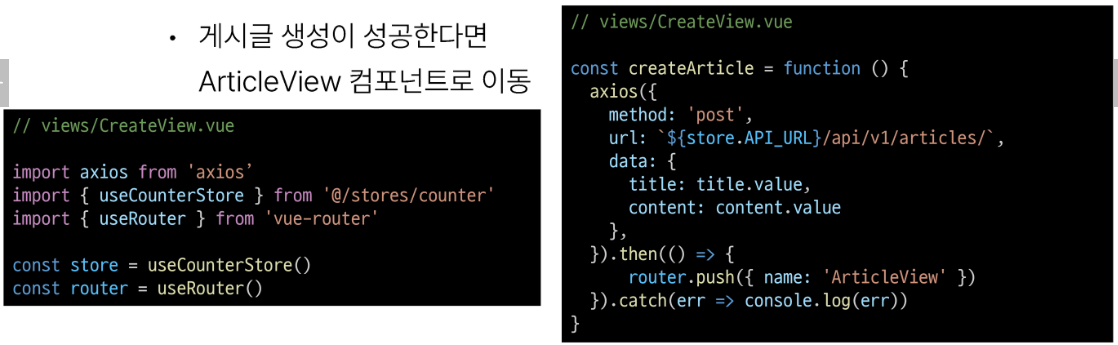 • 게시글 생성이 성공한다면
ArticleView 컴포넌트로 이동
// views/CreateView.vue
import axios from 'axios’
import { useCounterStore } from '@/stores/counter'
import { useRouter } from 'vue-router'
const store = useCounterStore()
const router = useRouter()
// views/CreateView.vue
const createArticle = function () {
  axios({
    method: 'post',
    url: `${store.API_URL}/api/v1/articles/`,
    data: {
      title: title.value,
      content: content.value
    },
  }).then(() => {
      router.push({ name: 'ArticleView' })
  }).catch(err => console.log(err))
}